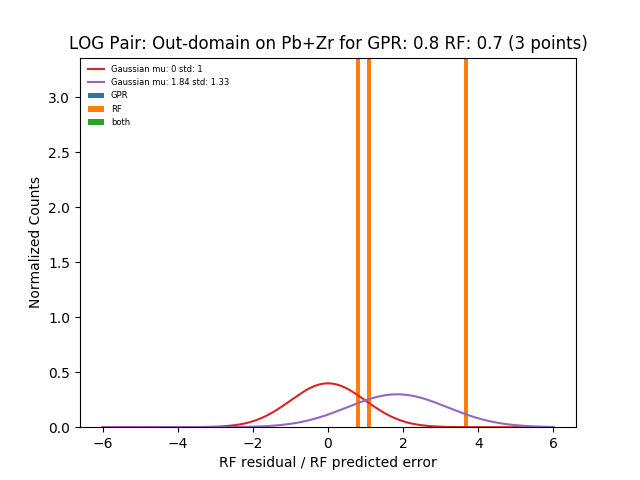 LOG Pair: Out-domain on Pb+Zr for GPR: 0.8 RF: 0.7 (3 points)
Gaussian mu: 0 std: 1
Gaussian mu: 1.84 std: 1.33
GPR
RF
both
3.0
2.5
2.0
1.5
1.0
0.5
0.0
Normalized Counts
−6 −4 −2 0 2 4 6
RF residual / RF predicted error